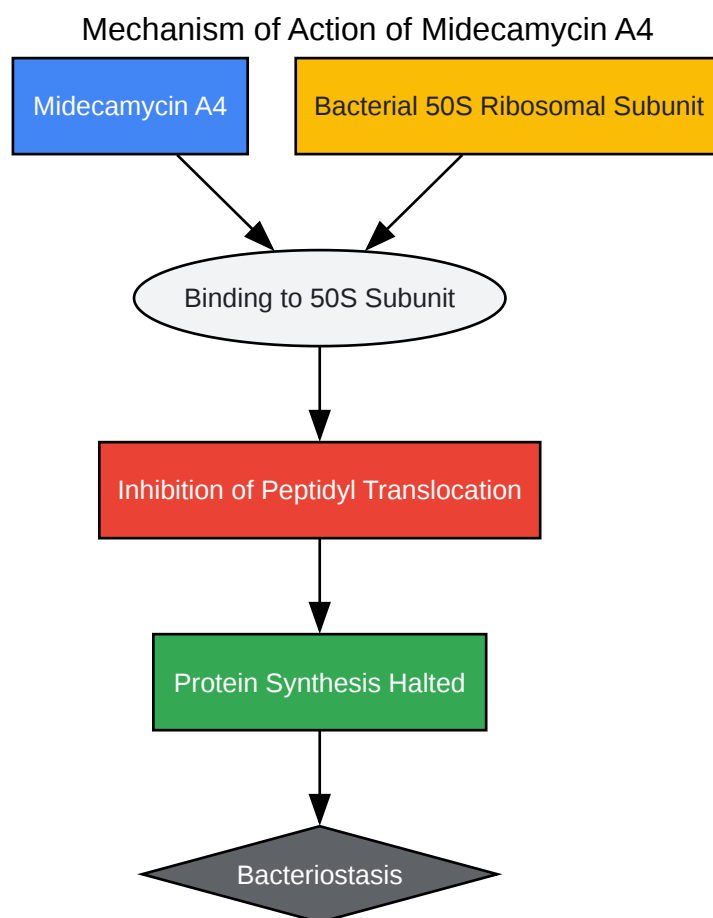 Mechanism of Action of Midecamycin A4
Midecamycin A4
Bacterial 50S Ribosomal Subunit
Binding to 50S Subunit
Inhibition of Peptidyl Translocation
Protein Synthesis Halted
Bacteriostasis